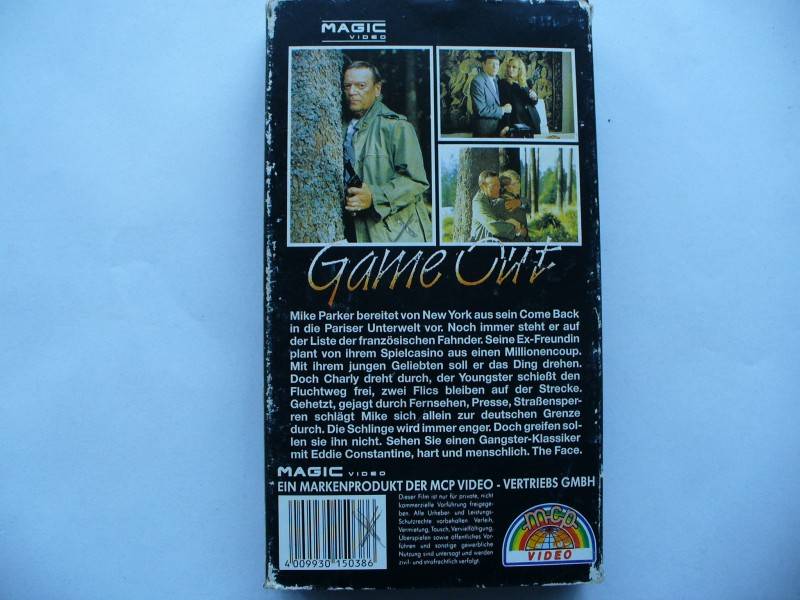 MAGIC
VIDEO
Game Out
Mike Parker bereitet von New York aus sein Come Back
in die Pariser Unterwelt vor. Noch immer steht er auf
der Liste der französischen Fahnder. Seine Ex-Freundin
plant von ihrem Spielcasino aus einen Millionencoup.
Mit ihrem jungen Geliebten soll er das Ding drehen.
Doch Charly dreht durch, der Youngster schießt den
Fluchtweg frei, zwei Flics bleiben auf der Strecke.
Gehetzt, gejagt durch Fernsehen, Presse, Straßensper-
ren schlägt Mike sich allein zur deutschen Grenze
durch. Die Schlinge wird immer enger. Doch greifen sol-
len sie ihn nicht. Sehen Sie einen Gangster-Klassiker
mit Eddie Constantine, hart und menschlich. The Face.
MAGIC VIDEO
EIN MARKENPRODUKT DER MCP VIDEO - VERTRIEBS GMBH
Dieser Film ist nur für private, nicht
kommerzielle Vorführung freigege-
ben. Alle Urheber- und Leistungs-
Schutzrechte vorbehalten. Verleih,
Vermietung, Tausch, Vervielfältigung,
Überspielen sowie öffentliches Vor-
führen und sonstige gewerbliche
Nutzung sind untersagt und werden
zivil- und strafrechtlich verfolgt.
4 009930 150386
M·C·P
VIDEO